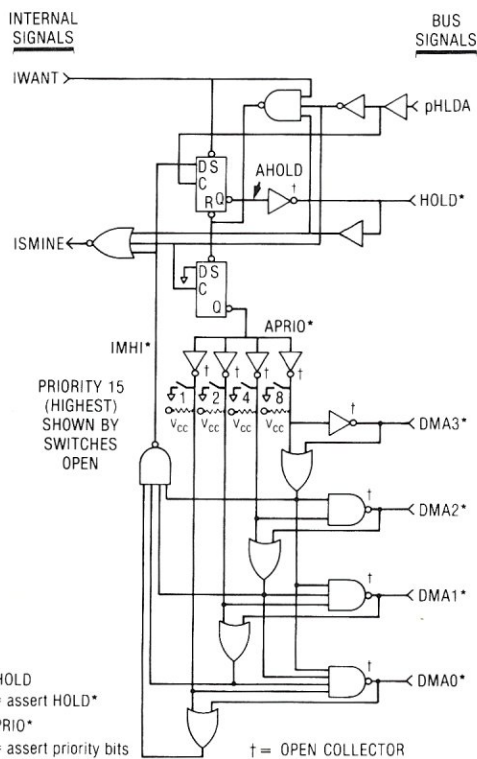 INTERNAL
SIGNALS
BUS
SIGNALS
IWANT
pHLDA
D S
C
Q
R
AHOLD
†
HOLD*
ISMINE
D S
C
Q
APRIO*
IMHI*
† † † †
1 2 4 8
VCC VCC VCC VCC
PRIORITY 15
(HIGHEST)
SHOWN BY
SWITCHES
OPEN
†
DMA3*
†
DMA2*
†
DMA1*
†
DMA0*
HOLD
= assert HOLD*
PRIO*
= assert priority bits
† = OPEN COLLECTOR